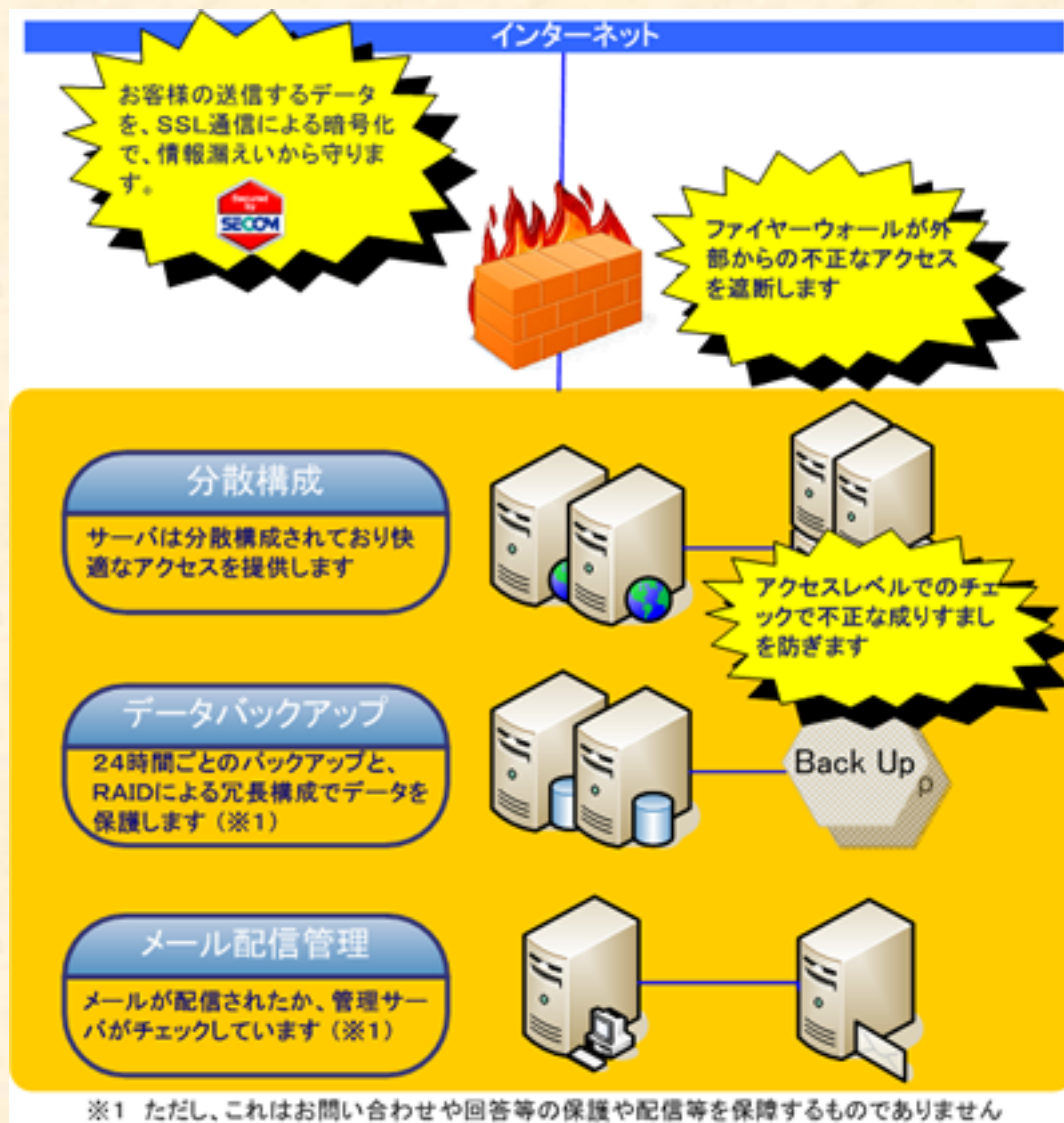 インターネット
お客様の送信するデータ
を、SSL通信による暗号化
で、情報漏えいから守りま
す。
Secured
by
SECOM
ファイヤーウォールが外
部からの不正なアクセス
を遮断します
分散構成
サーバは分散構成されており快
適なアクセスを提供します
アクセスレベルでのチェ
ックで不正な成りすまし
を防ぎます
データバックアップ
24時間ごとのバックアップと、
RAIDによる冗長構成でデータを
保護します（※1）
Back Up
p
メール配信管理
メールが配信されたか、管理サー
バがチェックしています（※1）
※1　ただし、これはお問い合わせや回答等の保護や配信等を保障するものでありません